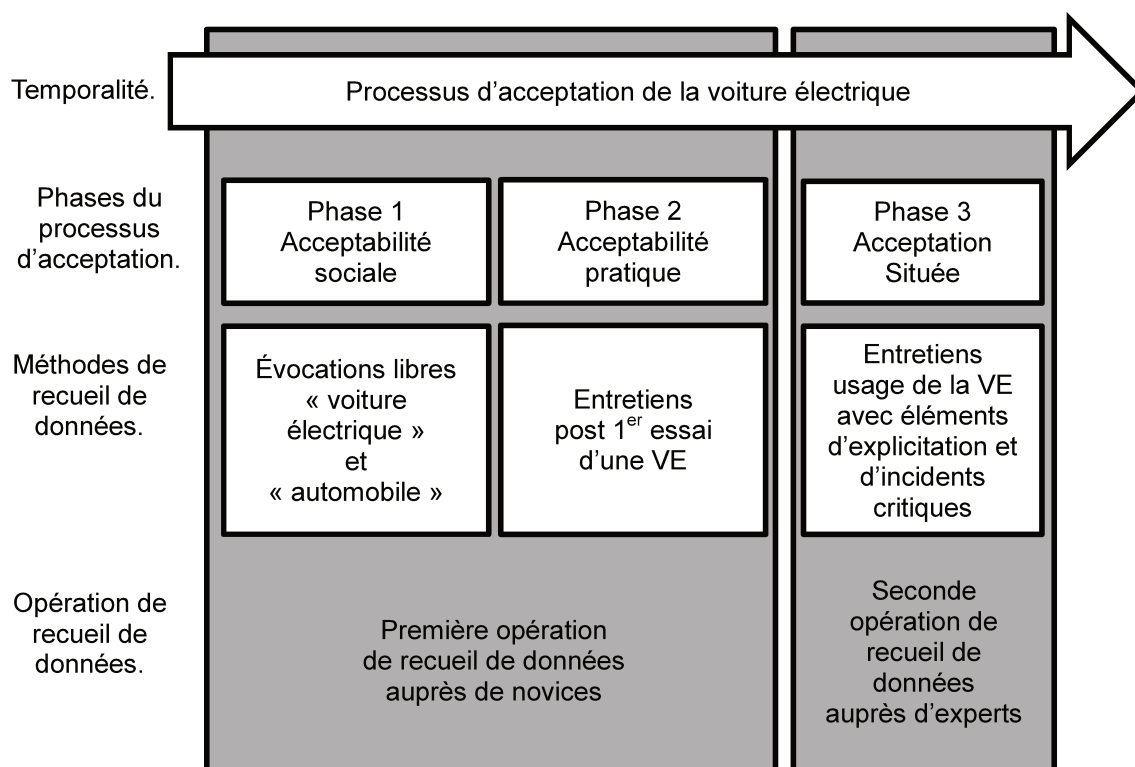 Temporalité.
Processus d’acceptation de la voiture électrique
Phases du
processus
d’acceptation.
Phase 1
Acceptabilité
sociale
Phase 2
Acceptabilité
pratique
Phase 3
Acceptation
Située
Méthodes de
recueil de
données.
Évocations libres
« voiture
électrique »
et
« automobile »
Entretiens
post 1er essai
d’une VE
Entretiens
usage de la VE
avec éléments
d’explicitation et
d’incidents
critiques
Opération de
recueil de
données.
Première opération
de recueil de données
auprès de novices
Seconde
opération de
recueil de
données
auprès d’experts